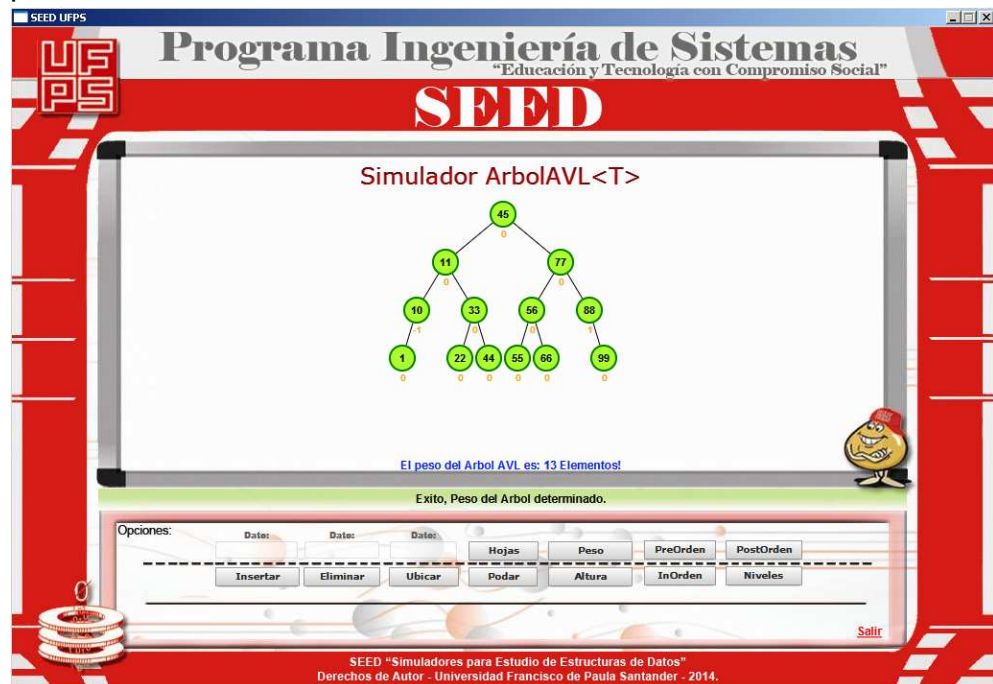 SEED UFPS
UFPS
Programa Ingeniería de Sistemas
“Educación y Tecnología con Compromiso Social”
SEED
Simulador ArbolAVL<T>
45
0
11 77
0 0
10 33 56 88
-1 0 0 1
1 22 44 55 66 99
0 0 0 0 0 0
El peso del Arbol AVL es: 13 Elementos!
Exito, Peso del Arbol determinado.
Opciones:
Dato: Dato: Dato:
Hojas Peso PreOrden PostOrden
Insertar Eliminar Ubicar Podar Altura InOrden Niveles
Salir
SEED “Simuladores para Estudio de Estructuras de Datos”
Derechos de Autor - Universidad Francisco de Paula Santander - 2014.